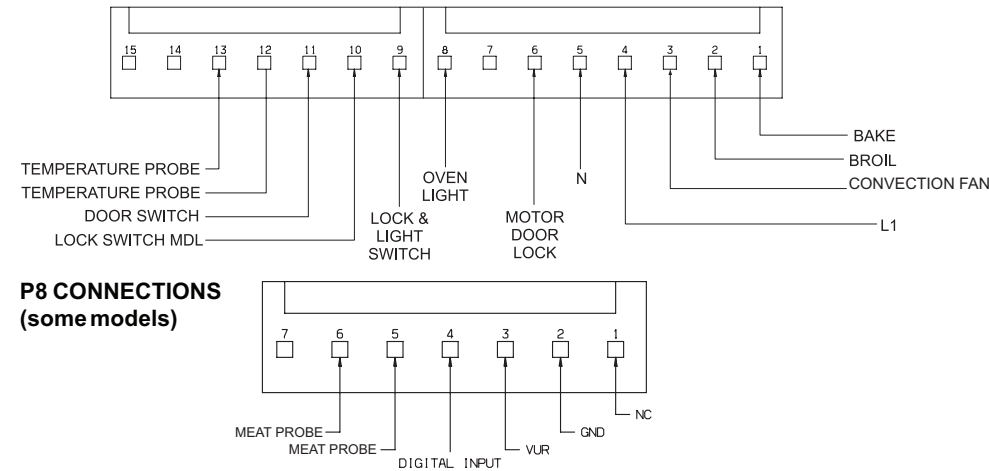 15 14 13 12 11 10 9 8 7 6 5 4 3 2 1
BAKE
BROIL
CONVECTION FAN
L1
TEMPERATURE PROBE
TEMPERATURE PROBE
DOOR SWITCH
LOCK SWITCH MDL
LOCK &
LIGHT
SWITCH
OVEN
LIGHT
MOTOR
DOOR
LOCK
N
P8 CONNECTIONS
(some models)
7 6 5 4 3 2 1
MEAT PROBE
MEAT PROBE
DIGITAL INPUT
VUR
GND
NC